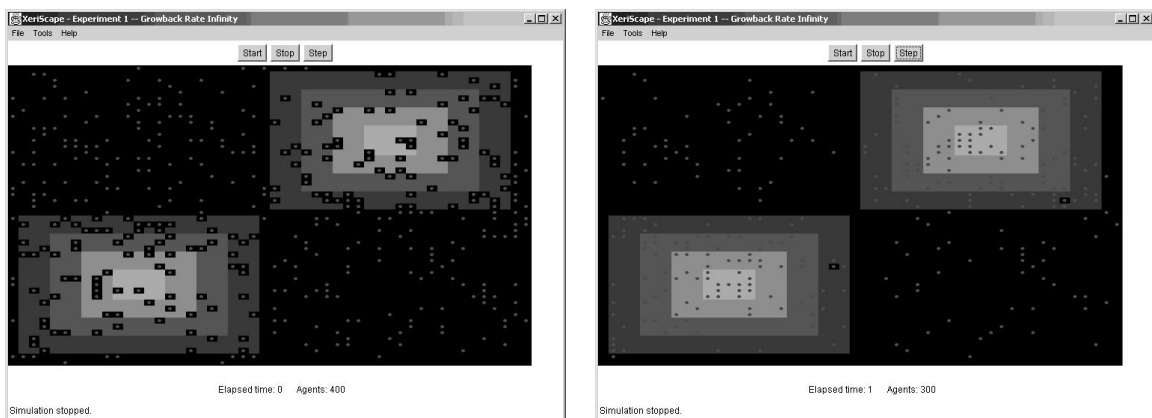 XeriScape - Experiment 1 -- Growback Rate Infinity
File Tools Help
Start Stop Step
Elapsed time: 0 Agents: 400
Simulation stopped.
XeriScape - Experiment 1 -- Growback Rate Infinity
File Tools Help
Start Stop Step
Elapsed time: 1 Agents: 300
Simulation stopped.